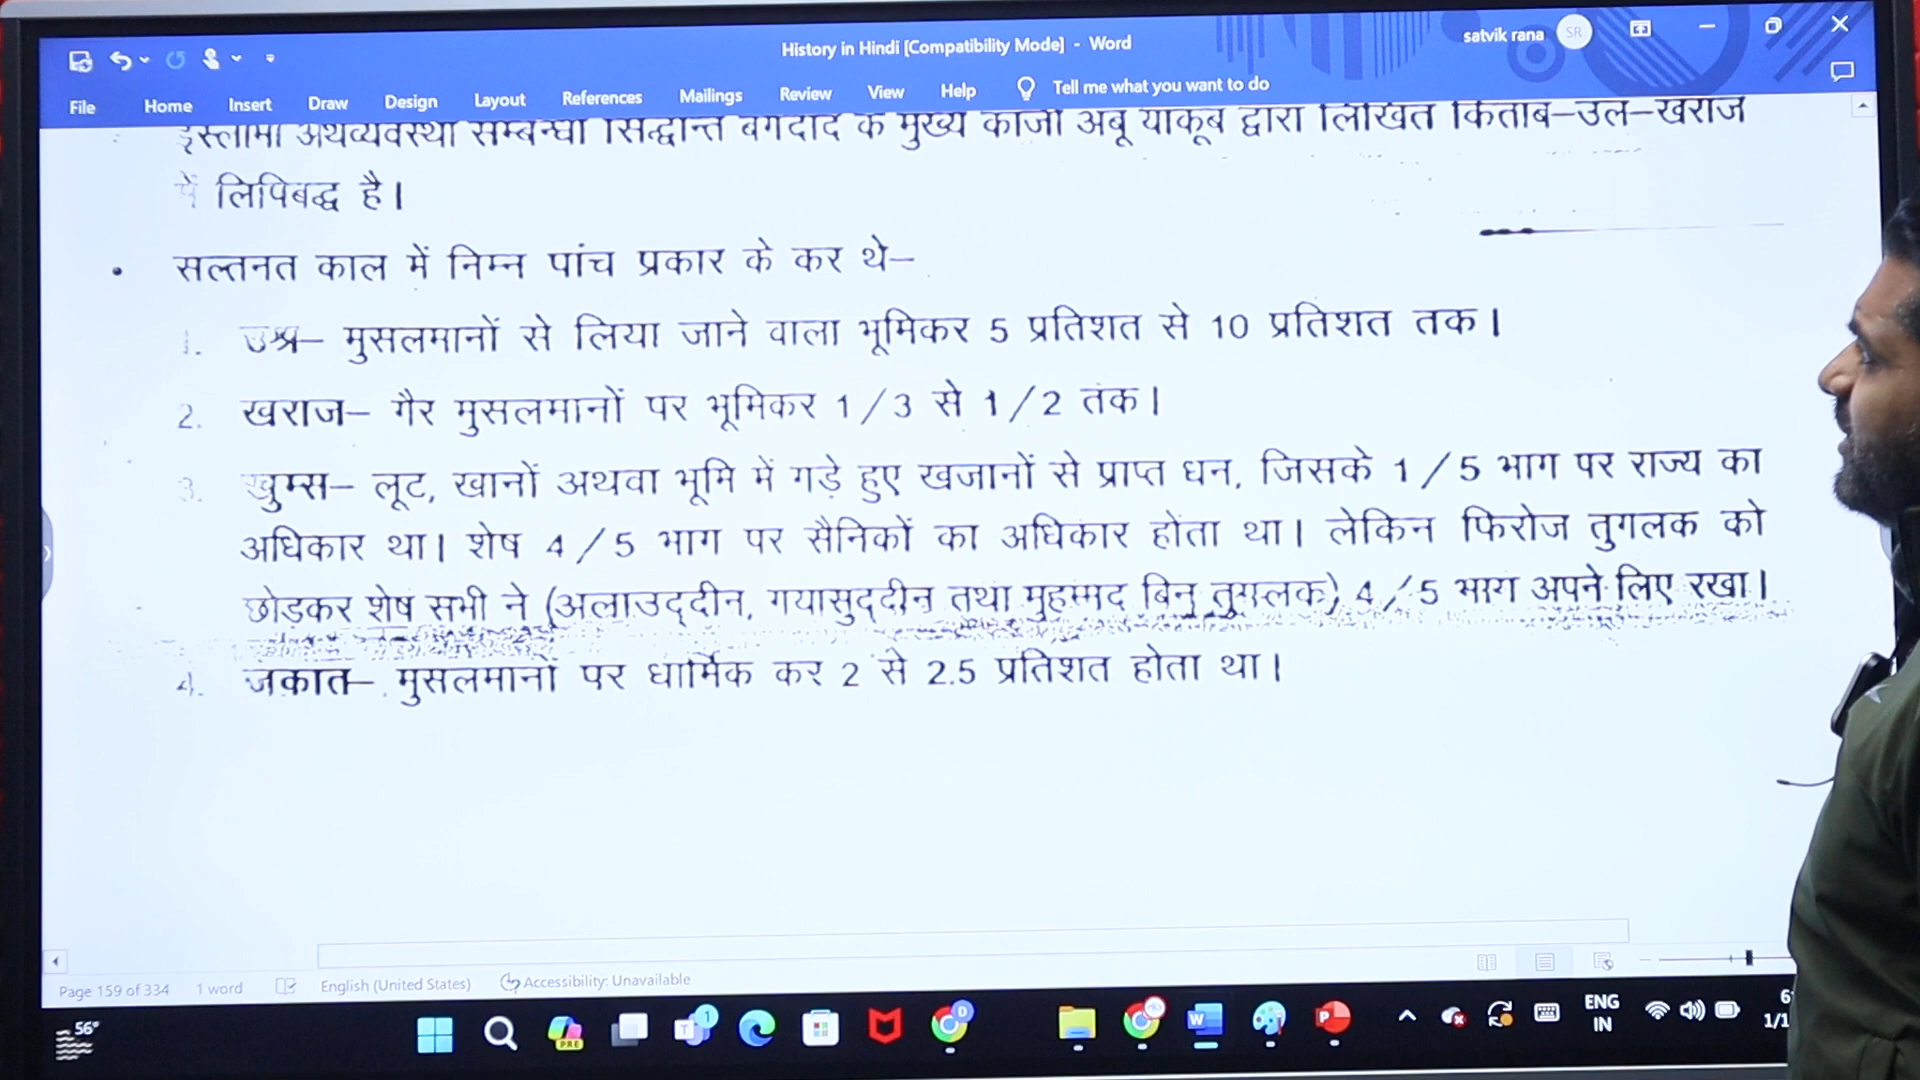 History in Hindi [Compatibility Mode] - Word
satvik rana SR
File Home Insert Draw Design Layout References Mailings Review View Help Tell me what you want to do
इस्लामी अर्थव्यवस्था सम्बन्धी सिद्धान्त बगदाद के मुख्य काजी अबू याकूब द्वारा लिखित किताब–उल–खराज
में लिपिबद्ध है।
• सल्तनत काल में निम्न पांच प्रकार के कर थे–
1. उश्र– मुसलमानों से लिया जाने वाला भूमिकर 5 प्रतिशत से 10 प्रतिशत तक।
2. खराज– गैर मुसलमानों पर भूमिकर 1/3 से 1/2 तक।
3. खुम्स– लूट, खानों अथवा भूमि में गड़े हुए खजानों से प्राप्त धन, जिसके 1/5 भाग पर राज्य का
अधिकार था। शेष 4/5 भाग पर सैनिकों का अधिकार होता था। लेकिन फिरोज तुगलक को
छोड़कर शेष सभी ने (अलाउद्दीन, गयासुद्दीन तथा मुहम्मद बिन तुगलक) 4/5 भाग अपने लिए रखा।
4. जकात– मुसलमानों पर धार्मिक कर 2 से 2.5 प्रतिशत होता था।
Page 159 of 334 1 word English (United States) Accessibility: Unavailable
56° PRE 1 D ENG
IN